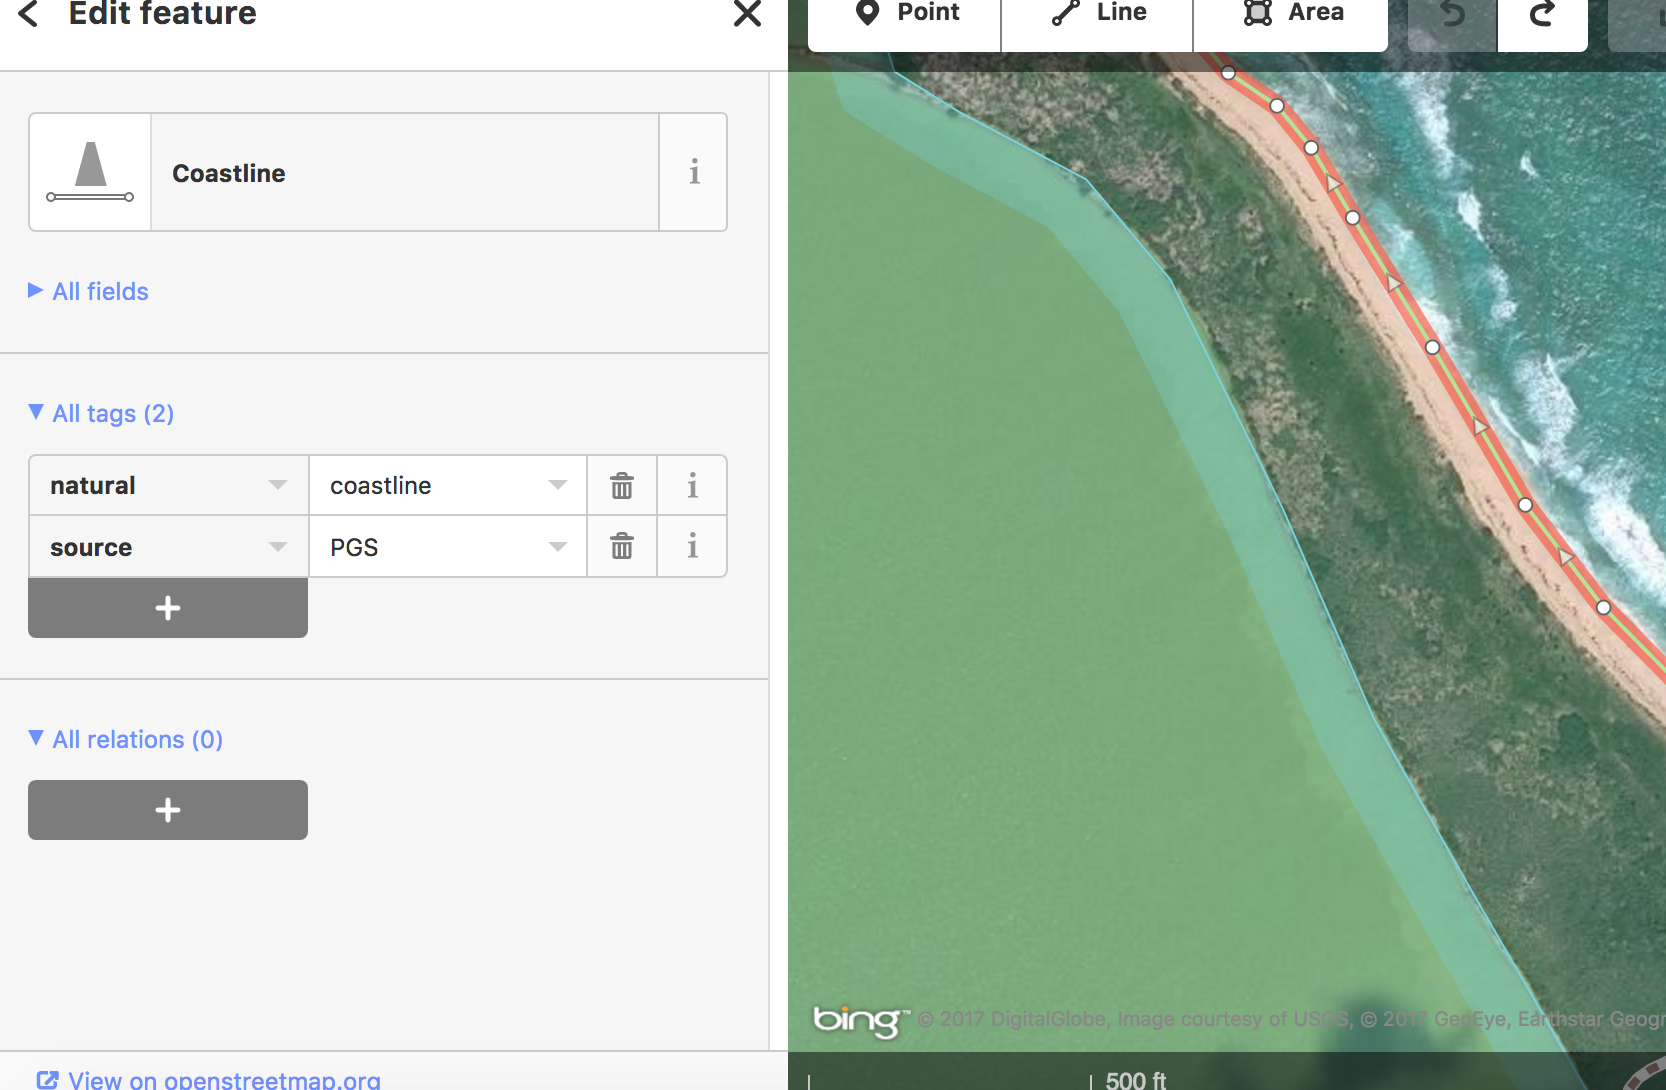 Edit feature
Point
Line
Area
Coastline
All fields
All tags (2)
natural
coastline
source
PGS
All relations (0)
bing™ © 2017 DigitalGlobe, Image courtesy of USGS, © 2017 GeoEye, Earthstar Geogr
View on openstreetmap.org
500 ft